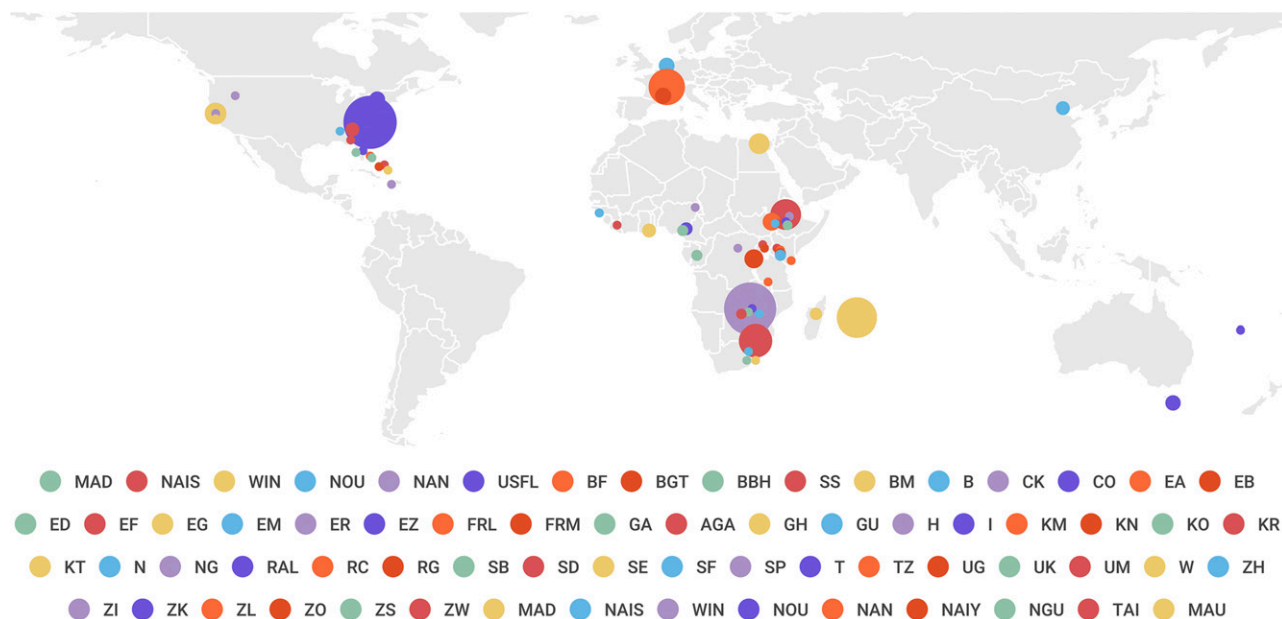 MAD NAIS WIN NOU NAN USFL BF BGT BBH SS BM B CK CO EA EB
ED EF EG EM ER EZ FRL FRM GA AGA GH GU H I KM KN KO KR
KT N NG RAL RC RG SB SD SE SF SP T TZ UG UK UM W ZH
ZI ZK ZL ZO ZS ZW MAD NAIS WIN NOU NAN NAIY NGU TAI MAU